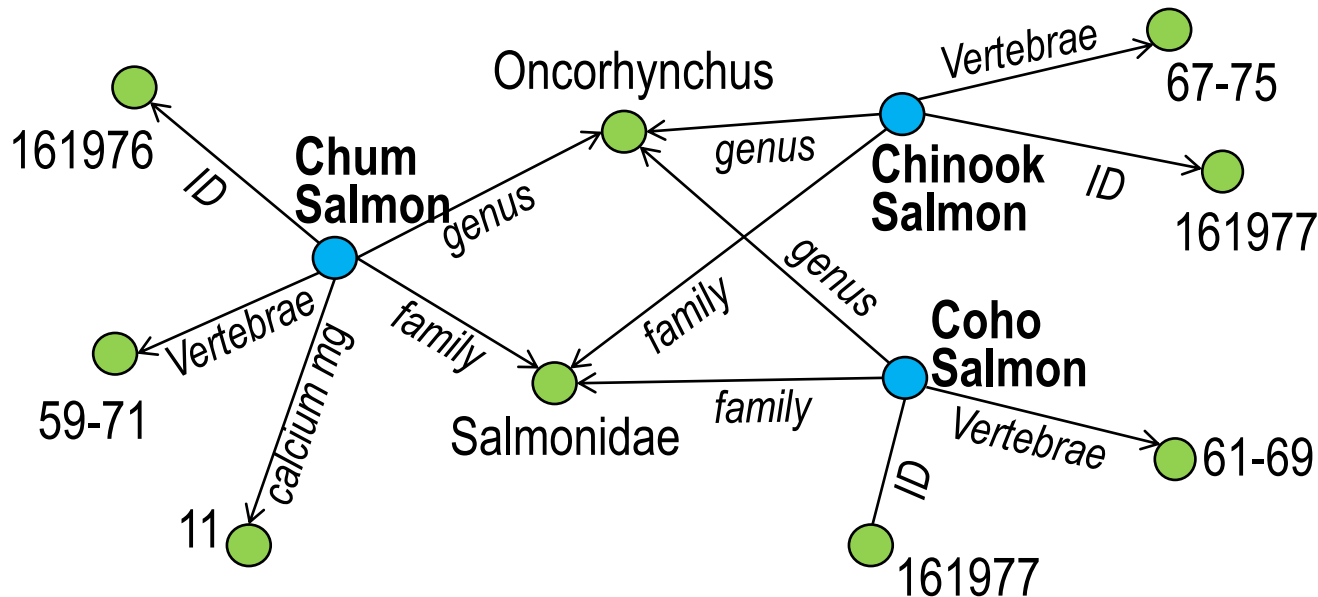 Vertebrae
67-75
Oncorhynchus
161976
ID
Chum
Salmon
genus
genus
Chinook
Salmon
ID
161977
genus
Vertebrae
59-71
calcium mg
11
family
family
Salmonidae
family
Coho
Salmon
Vertebrae
61-69
ID
161977